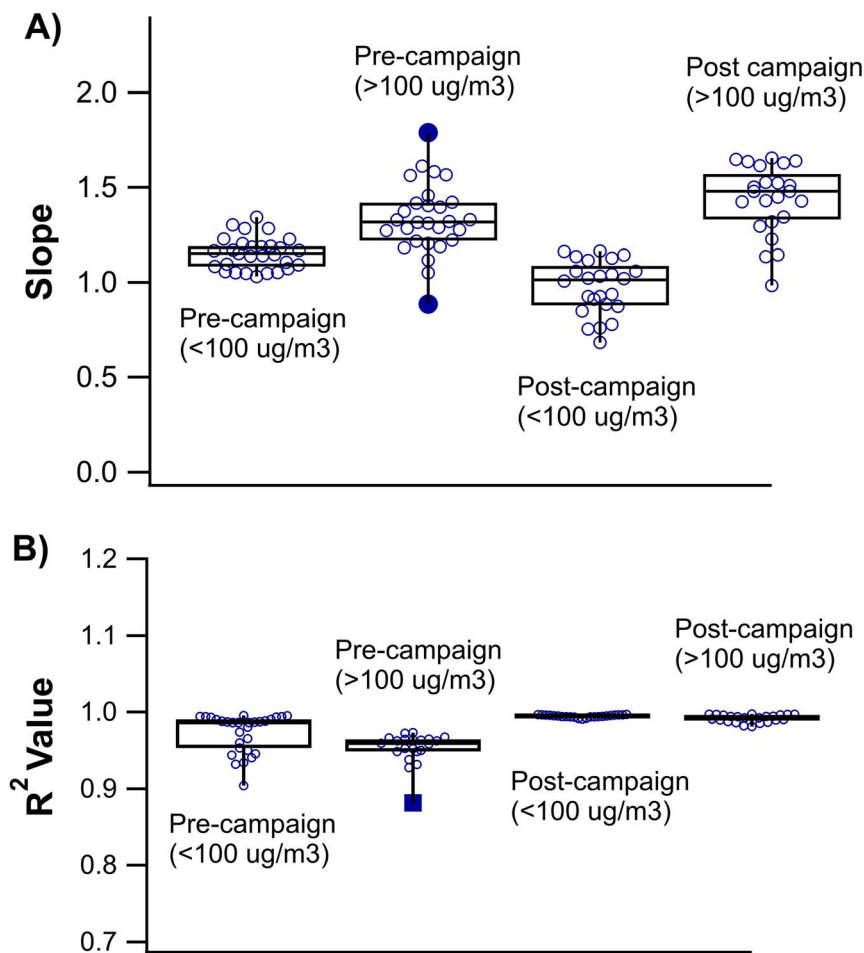 A)
Slope
2.0
1.5
1.0
0.5
0.0
Pre-campaign
(<100 ug/m3)
Pre-campaign
(>100 ug/m3)
Post-campaign
(<100 ug/m3)
Post campaign
(>100 ug/m3)
B)
R² Value
1.2
1.1
1.0
0.9
0.8
0.7
Pre-campaign
(<100 ug/m3)
Pre-campaign
(>100 ug/m3)
Post-campaign
(<100 ug/m3)
Post-campaign
(>100 ug/m3)